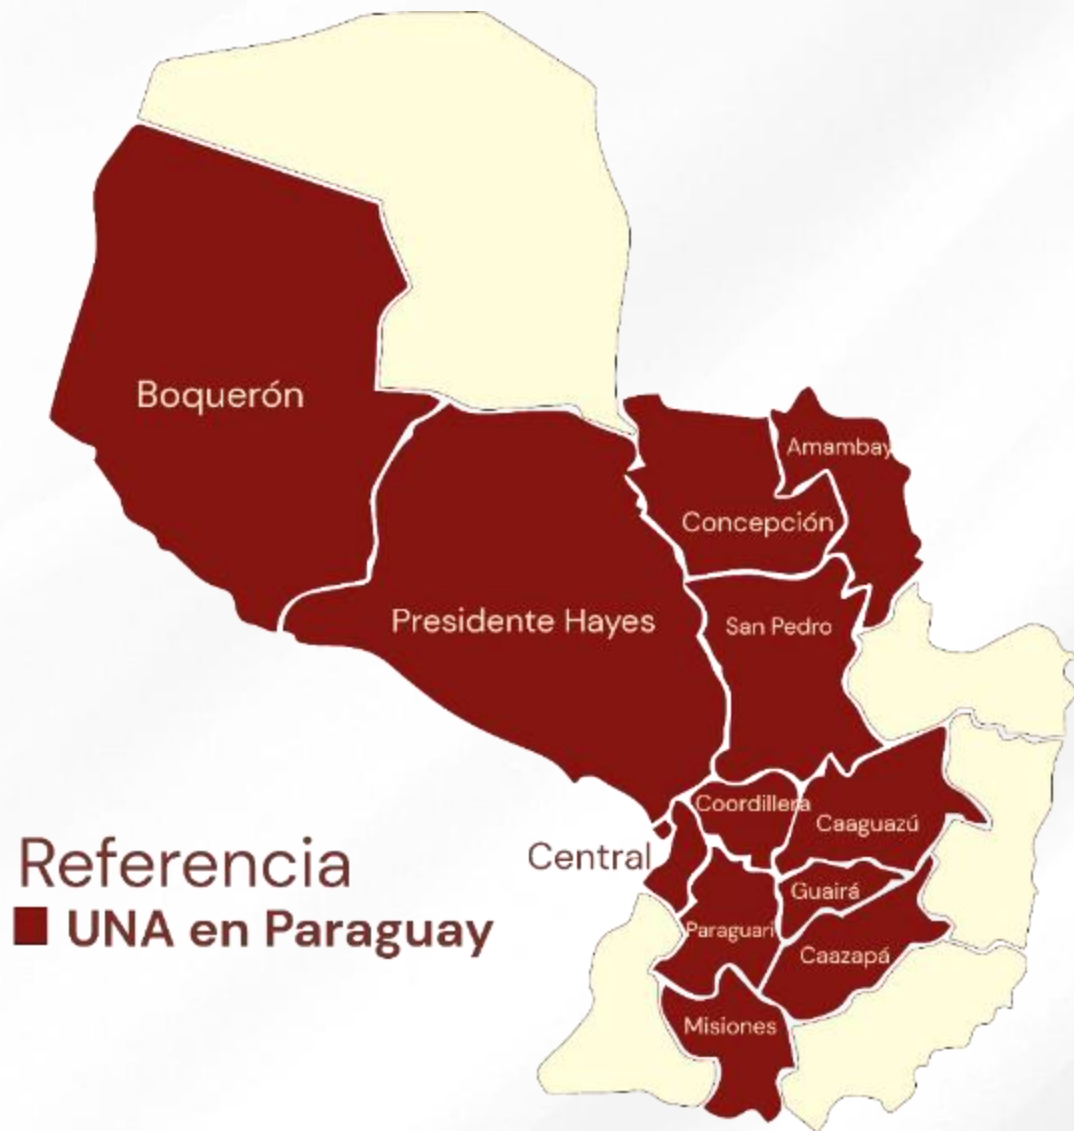 Boquerón
Amambay
Concepción
Presidente Hayes
San Pedro
Coordillera
Caaguazú
Central
Guairá
Paraguarí
Caazapá
Misiones
Referencia
UNA en Paraguay